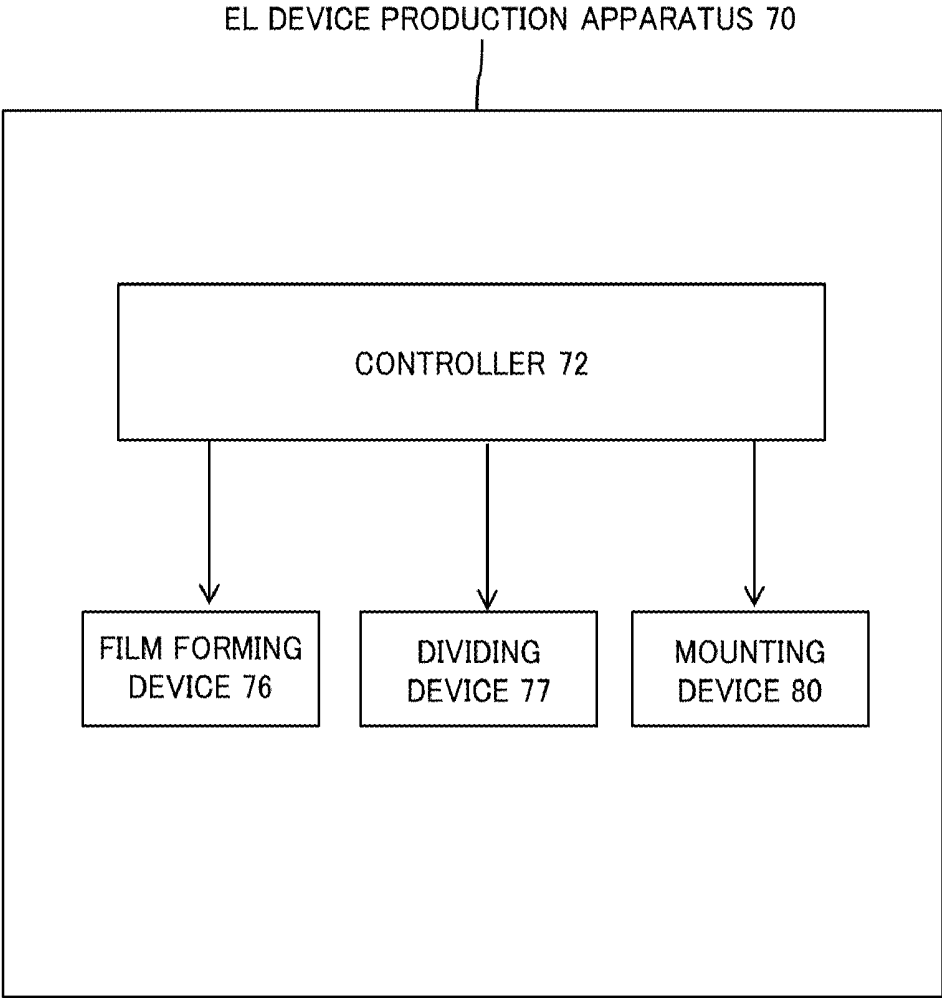 EL DEVICE PRODUCTION APPARATUS 70
CONTROLLER 72
FILM FORMING
DEVICE 76
DIVIDING
DEVICE 77
MOUNTING
DEVICE 80